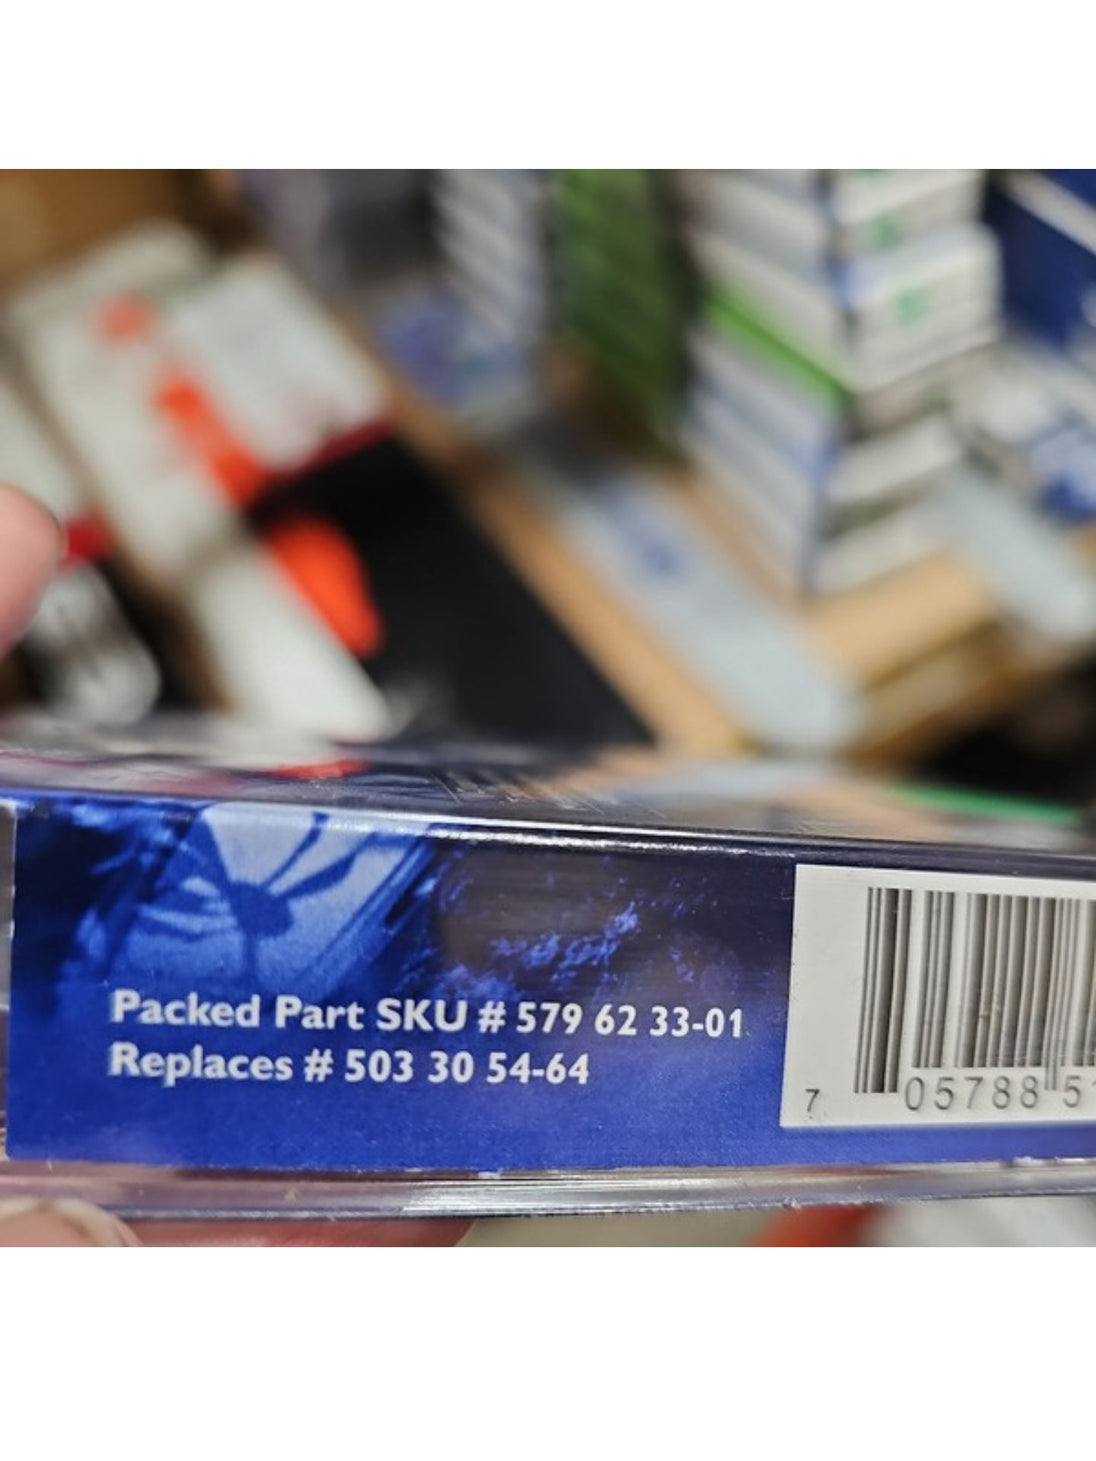 Packed Part SKU # 579 62 33-01
Replaces # 503 30 54-64
7 05788 51